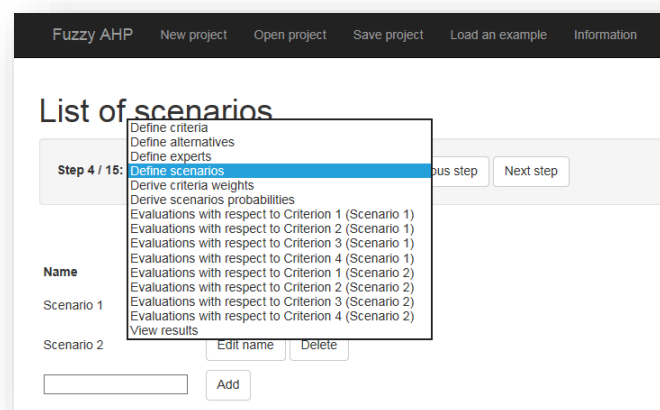 Fuzzy AHP New project Open project Save project Load an example Information
List of scenarios
Step 4 / 15:
Define criteria
Define alternatives
Define experts
Define scenarios
Derive criteria weights
Derive scenarios probabilities
Evaluations with respect to Criterion 1 (Scenario 1)
Evaluations with respect to Criterion 2 (Scenario 1)
Evaluations with respect to Criterion 3 (Scenario 1)
Evaluations with respect to Criterion 4 (Scenario 1)
Evaluations with respect to Criterion 1 (Scenario 2)
Evaluations with respect to Criterion 2 (Scenario 2)
Evaluations with respect to Criterion 3 (Scenario 2)
Evaluations with respect to Criterion 4 (Scenario 2)
View results
step Next step
Name
Scenario 1
Scenario 2 Edit name Delete
Add